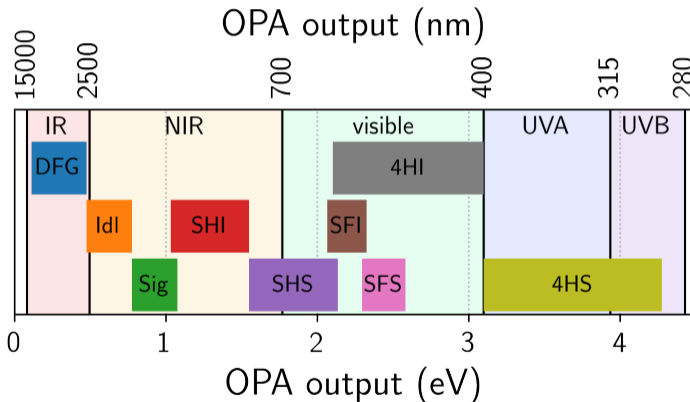 OPA output (nm)
15000 2500 700 400 315 280
IR NIR visible UVA UVB
DFG 4HI
Idl SHI SFI
Sig SHS SFS 4HS
0 1 2 3 4
OPA output (eV)